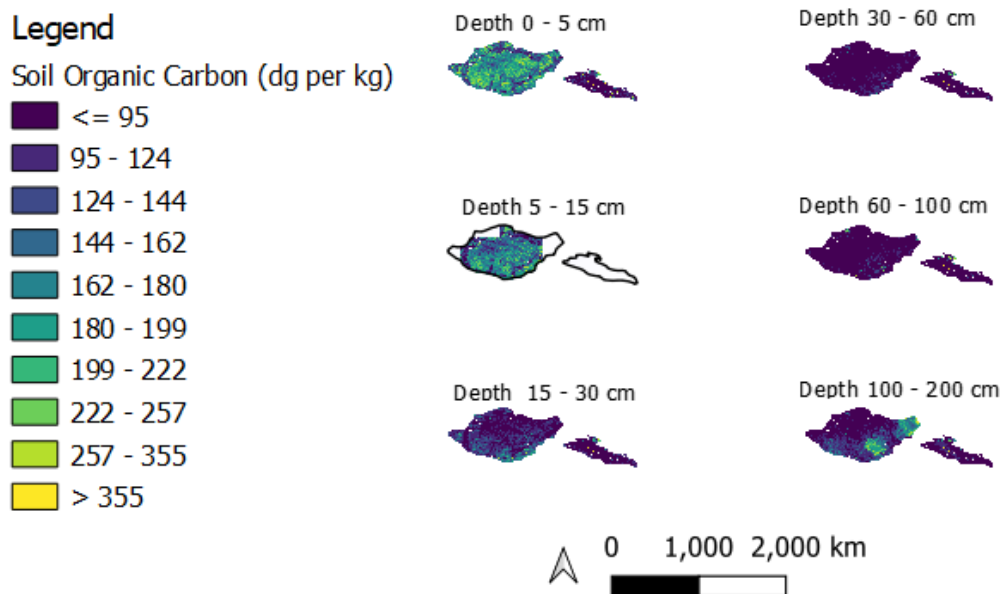 Legend
Soil Organic Carbon (dg per kg)
<= 95
95 - 124
124 - 144
144 - 162
162 - 180
180 - 199
199 - 222
222 - 257
257 - 355
> 355
Depth 0 - 5 cm
Depth 30 - 60 cm
Depth 5 - 15 cm
Depth 60 - 100 cm
Depth 15 - 30 cm
Depth 100 - 200 cm
0 1,000 2,000 km